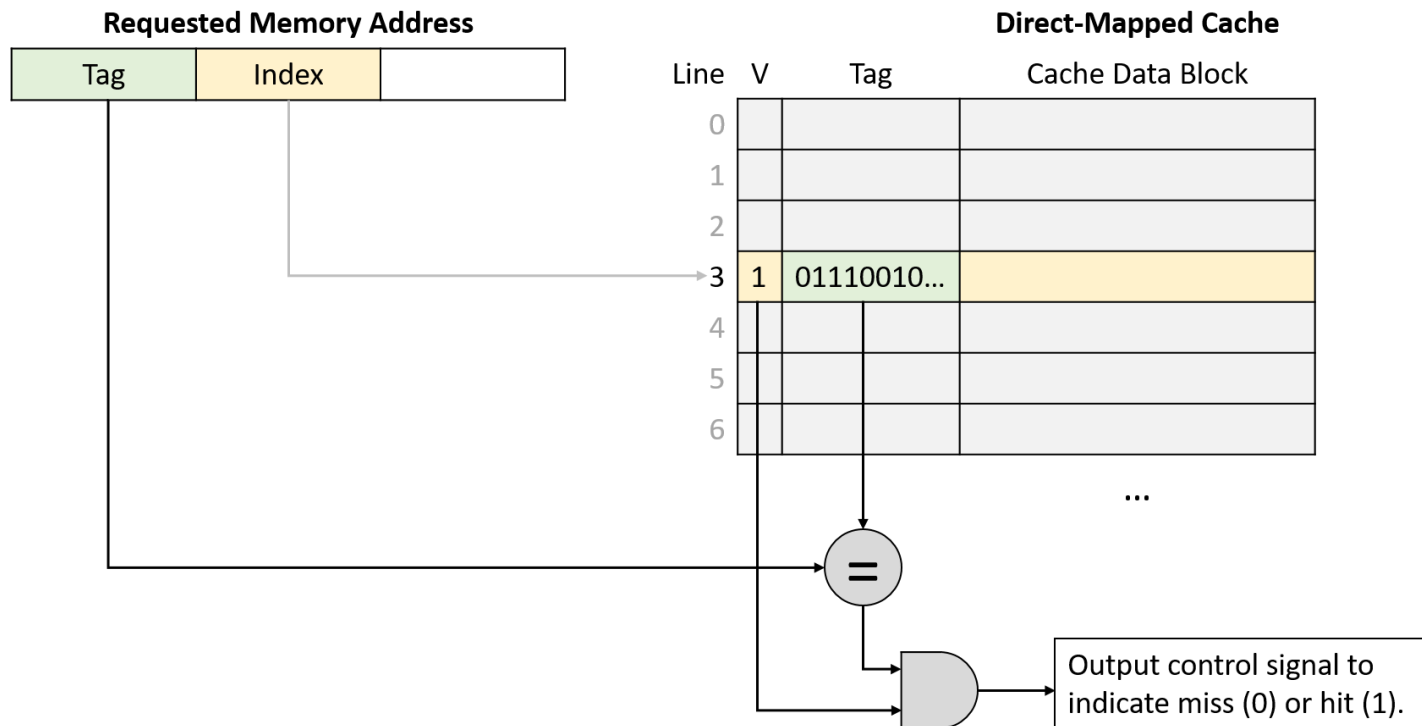 Requested Memory Address
Direct-Mapped Cache
Tag Index
Line V Tag Cache Data Block
0
1
2
3 1 01110010...
4
5
6
...
=
Output control signal to
indicate miss (0) or hit (1).